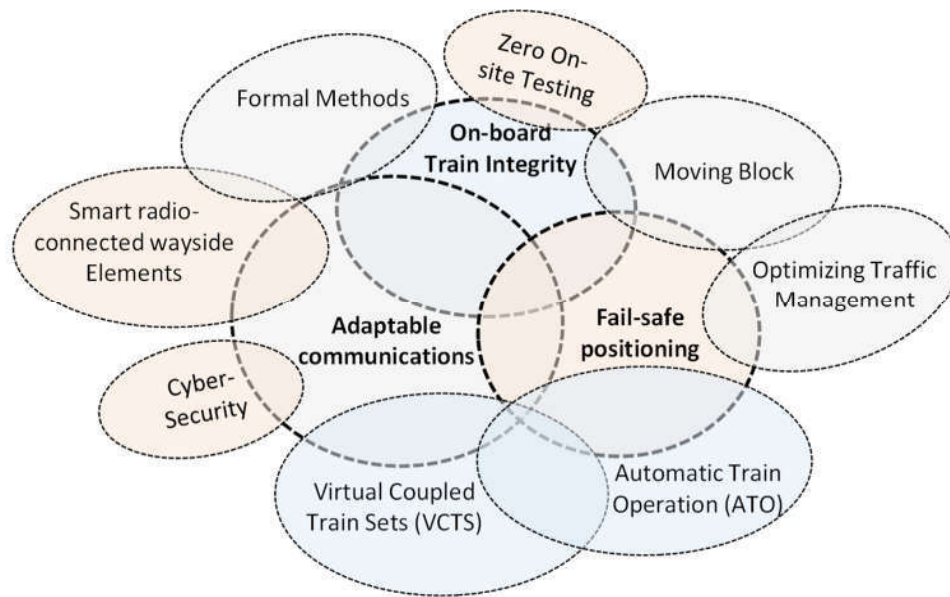 Zero On-
site Testing
Formal Methods
On-board
Train Integrity
Moving Block
Smart radio-
connected wayside
Elements
Optimizing Traffic
Management
Adaptable
communications
Fail-safe
positioning
Cyber-
Security
Virtual Coupled
Train Sets (VCTS)
Automatic Train
Operation (ATO)